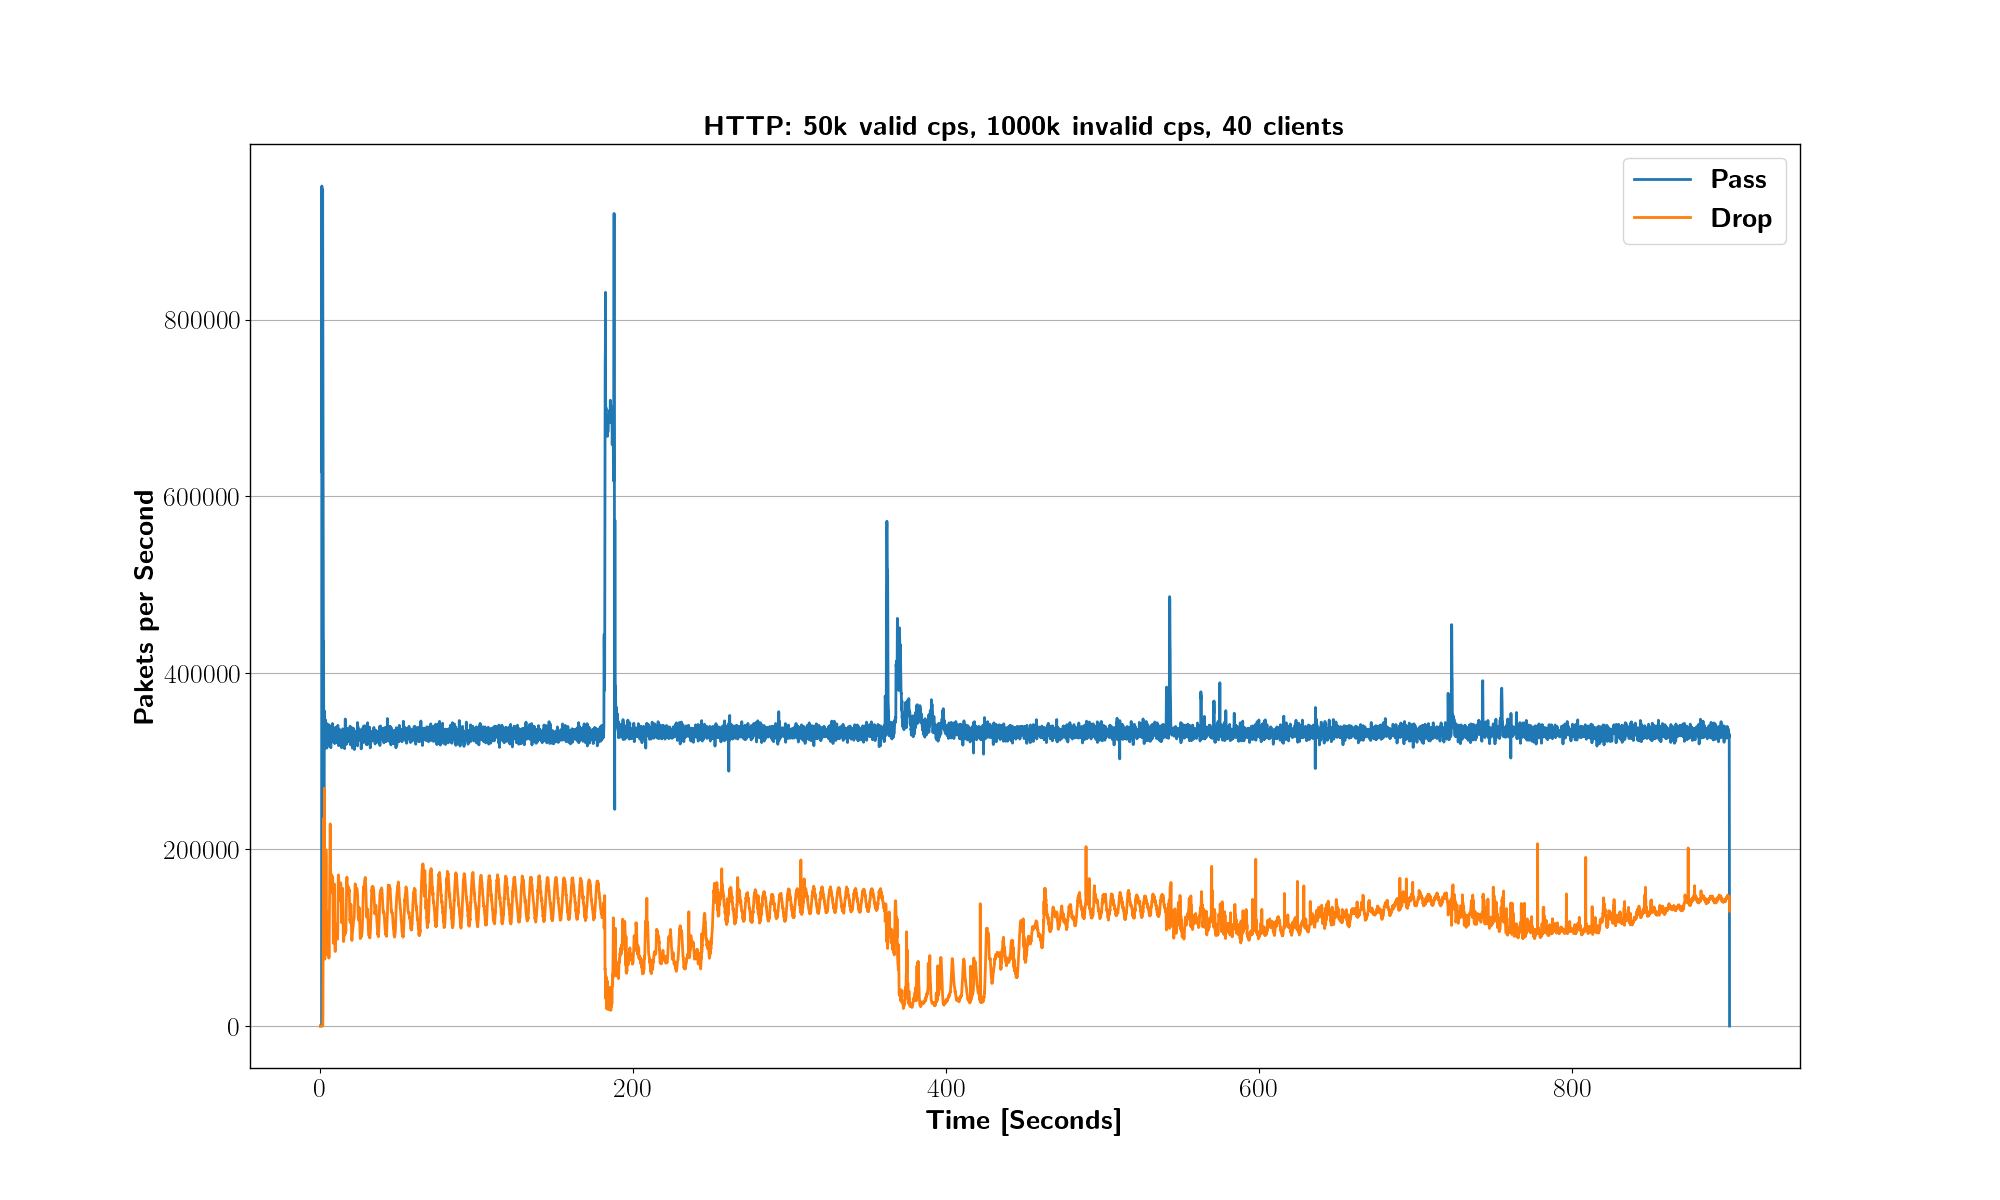 HTTP: 50k valid cps, 1000k invalid cps, 40 clients
Pass
Drop
Pakets per Second
800000
600000
400000
200000
0
0 200 400 600 800
Time [Seconds]